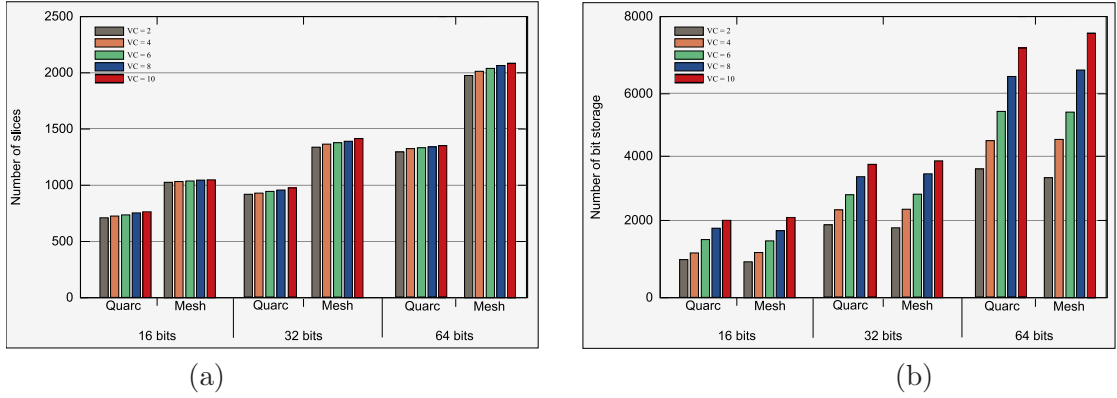 Number of slices
2500
2000
1500
1000
500
0
VC = 2
VC = 4
VC = 6
VC = 8
VC = 10
Quarc Mesh Quarc Mesh Quarc Mesh
16 bits 32 bits 64 bits
(a)
Number of bit storage
8000
6000
4000
2000
0
VC = 2
VC = 4
VC = 6
VC = 8
VC = 10
Quarc Mesh Quarc Mesh Quarc Mesh
16 bits 32 bits 64 bits
(b)